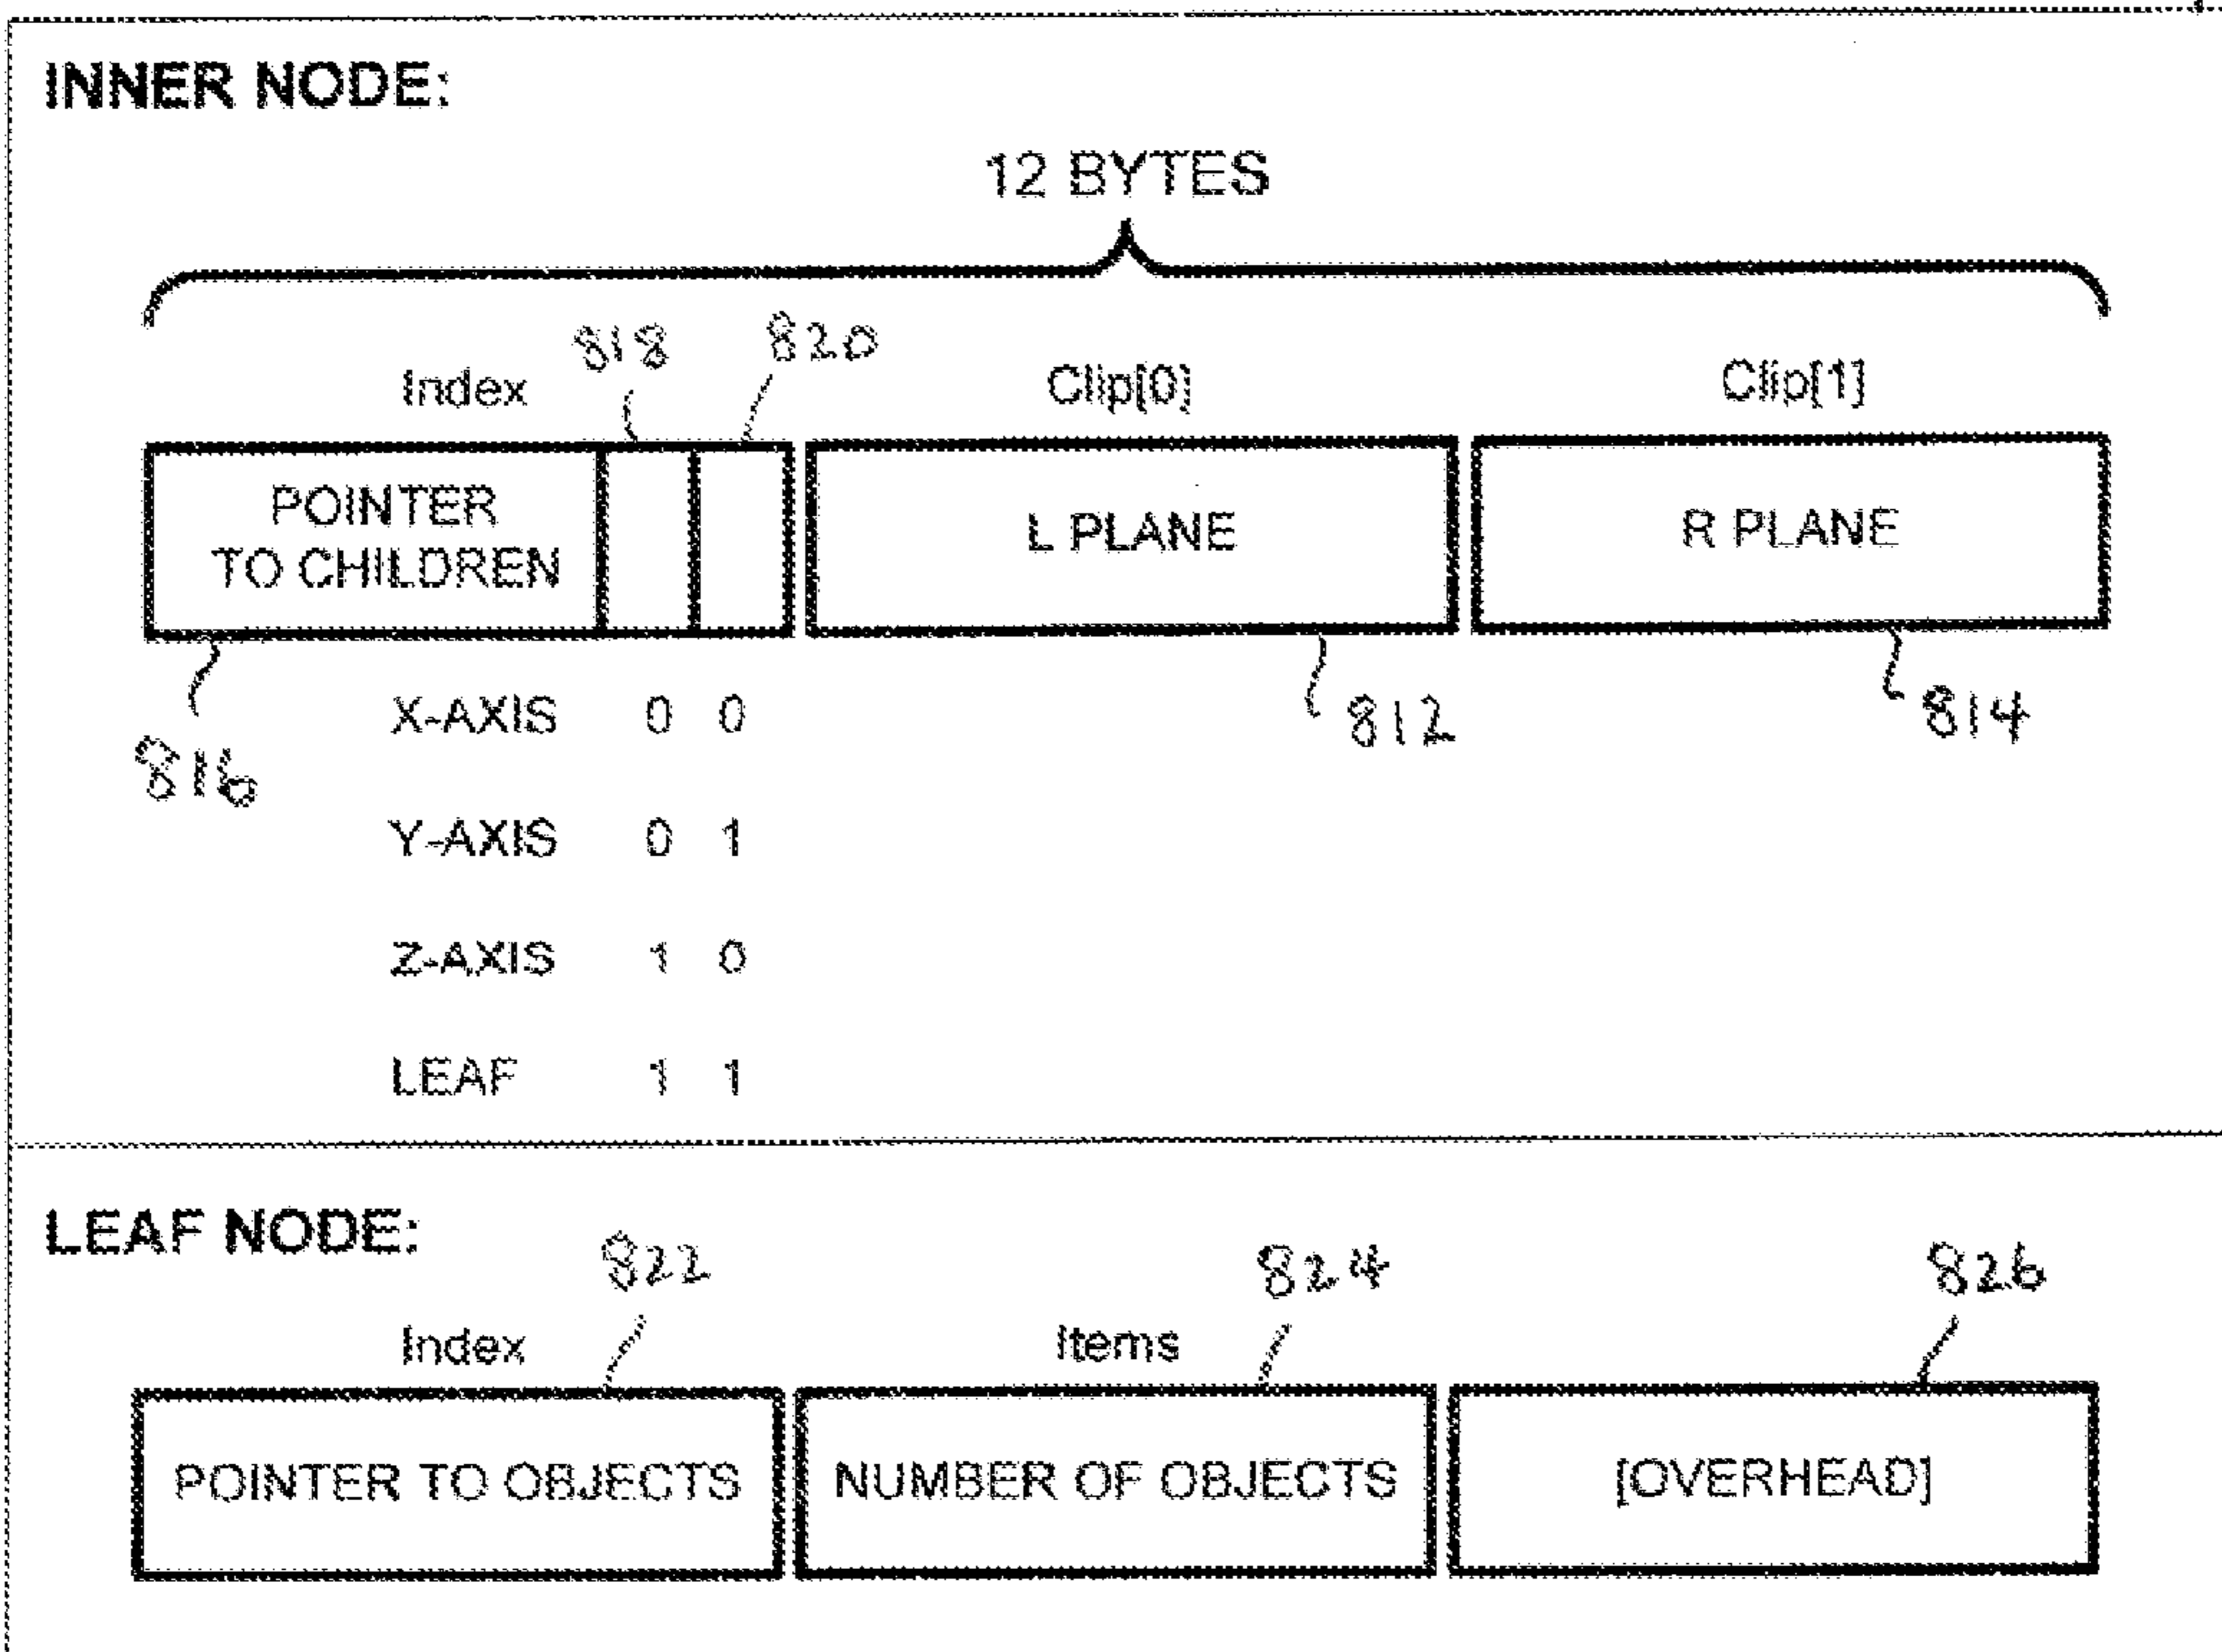 INNER NODE:
12 BYTES
818 820
Index Clip[0] Clip[1]
POINTER
TO CHILDREN
L PLANE
R PLANE
816
812
814
X-AXIS 0 0
Y-AXIS 0 1
Z-AXIS 1 0
LEAF 1 1
LEAF NODE:
822 824 826
Index Items
POINTER TO OBJECTS NUMBER OF OBJECTS [OVERHEAD]